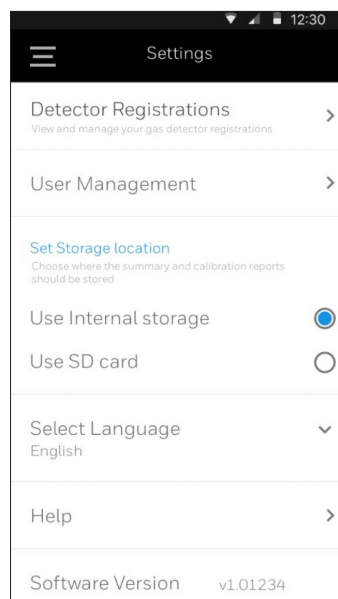 12:30
Settings
Detector Registrations
View and manage your gas detector registrations
User Management
Set Storage location
Choose where the summary and calibration reports
should be stored
Use Internal storage
Use SD card
Select Language
English
Help
Software Version v1.01234